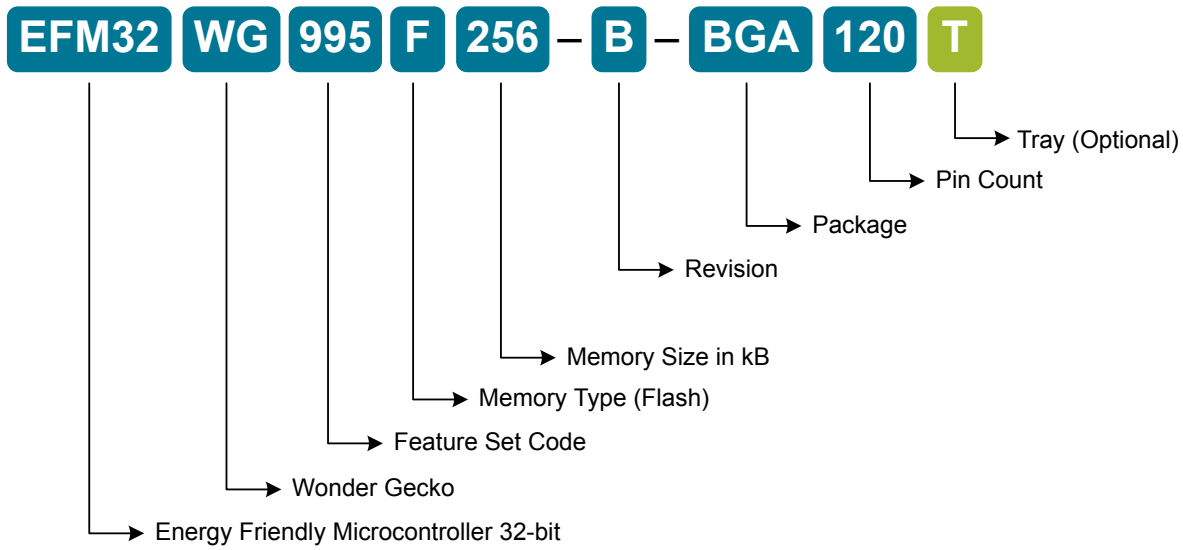 EFM32 WG 995 F 256 – B – BGA 120 T
Tray (Optional)
Pin Count
Package
Revision
Memory Size in kB
Memory Type (Flash)
Feature Set Code
Wonder Gecko
Energy Friendly Microcontroller 32-bit